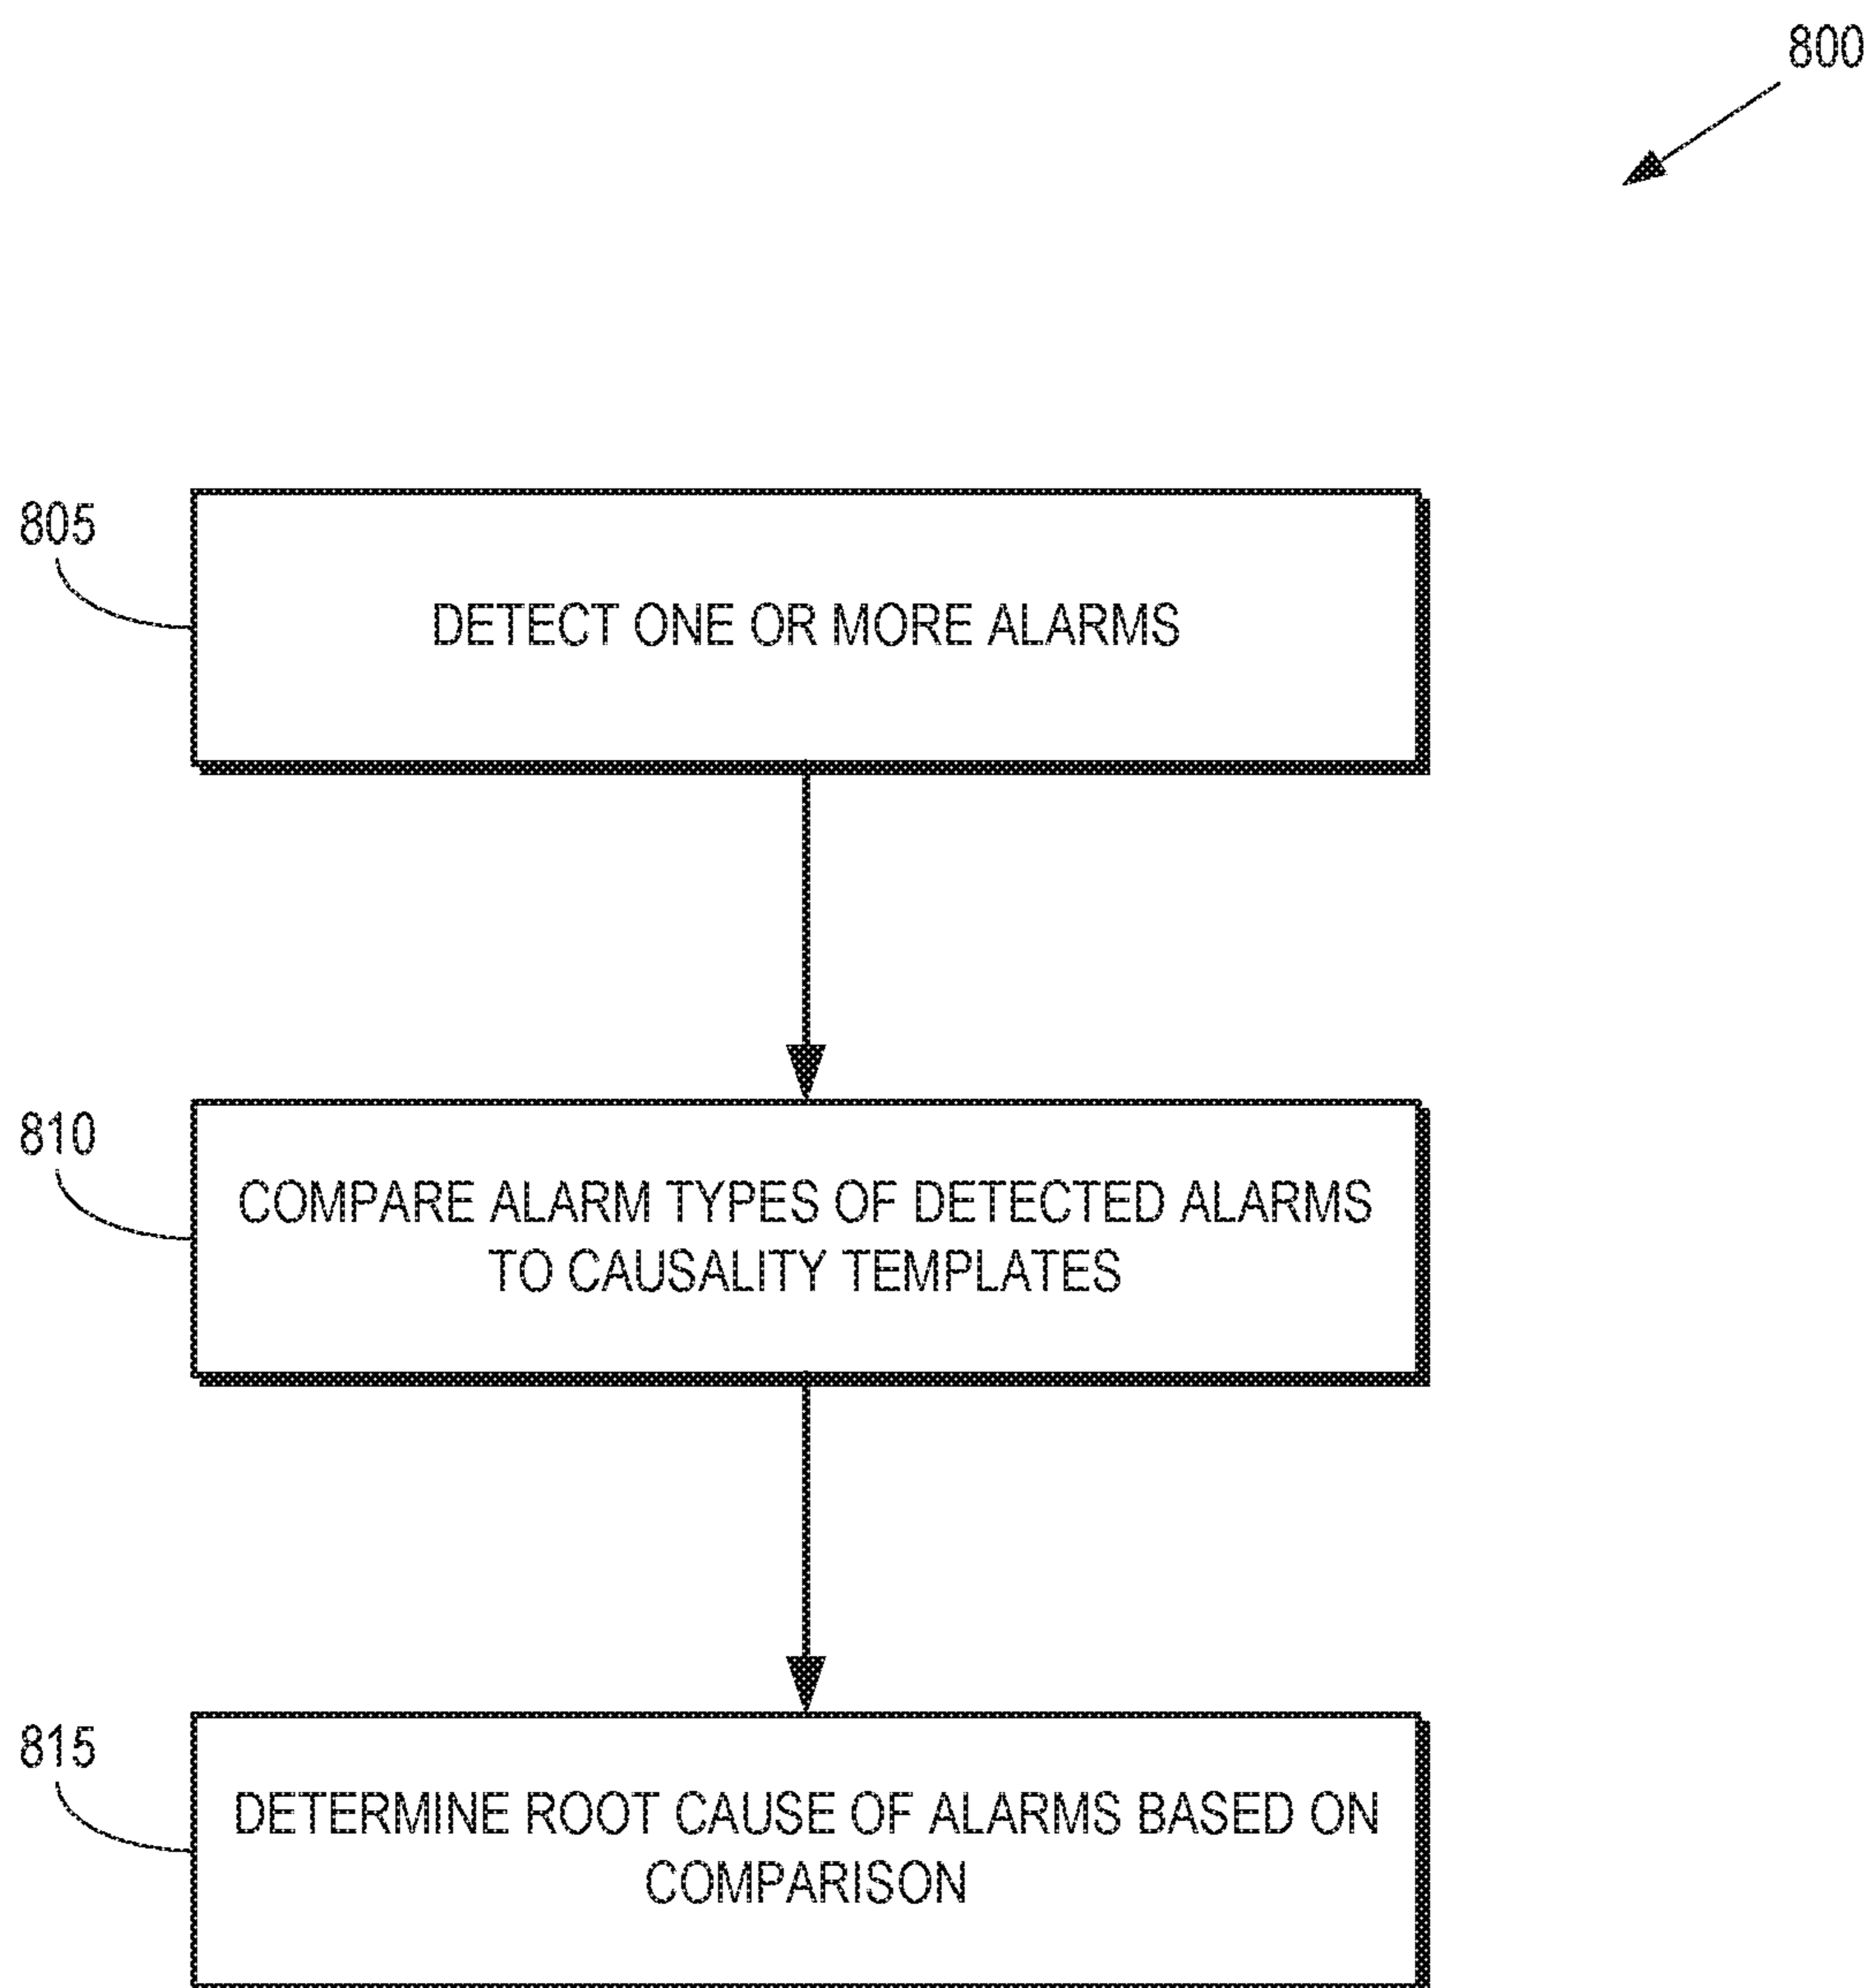 800
805
DETECT ONE OR MORE ALARMS
810
COMPARE ALARM TYPES OF DETECTED ALARMS
TO CAUSALITY TEMPLATES
815
DETERMINE ROOT CAUSE OF ALARMS BASED ON
COMPARISON